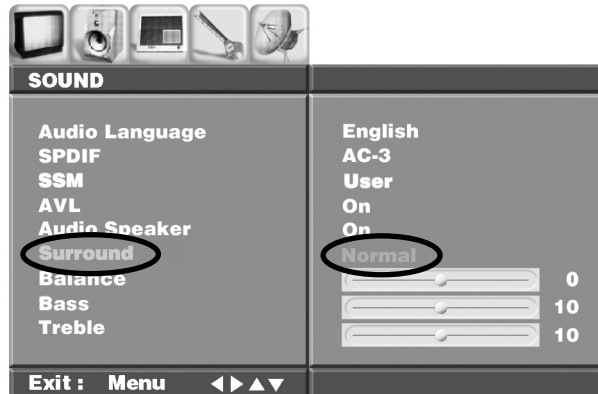 SOUND
Audio Language English
SPDIF AC-3
SSM User
AVL On
Audio Speaker On
Surround Normal
Balance 0
Bass 10
Treble 10
Exit : Menu ◀▶▲▼